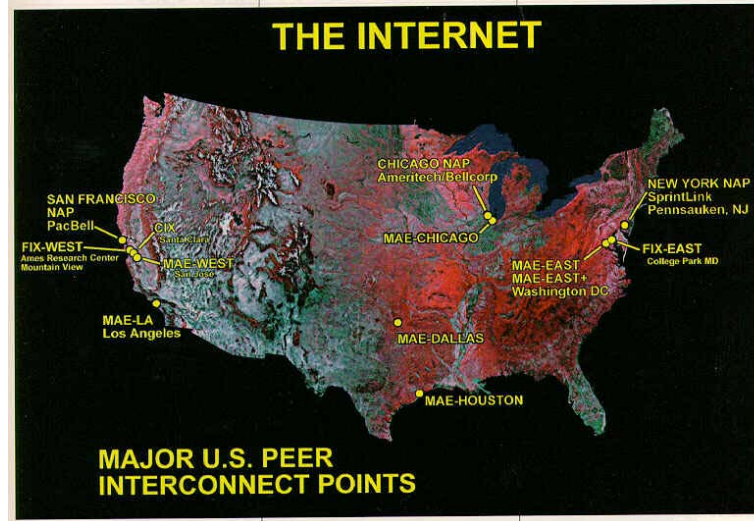 THE INTERNET
CHICAGO NAP
Ameritech/Bellcorp
MAE-CHICAGO
NEW YORK NAP
SprintLink
Pennsauken, NJ
SAN FRANCISCO
NAP
PacBell
CIX
Santa Clara
FIX-WEST
Ames Research Center
Mountain View
MAE-WEST
San Jose
FIX-EAST
College Park MD
MAE-EAST
MAE-EAST+
Washington DC
MAE-LA
Los Angeles
MAE-DALLAS
MAE-HOUSTON
MAJOR U.S. PEER
INTERCONNECT POINTS